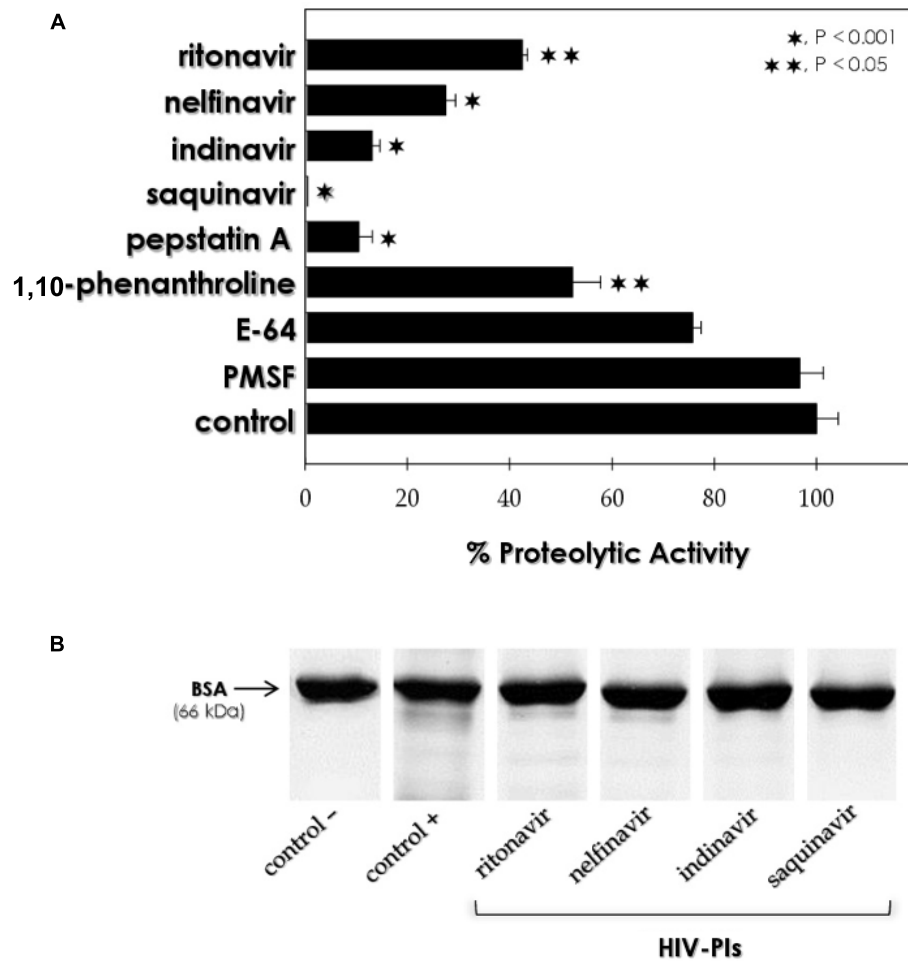 A
★, P < 0.001
★★, P < 0.05
ritonavir ★★
nelfinavir ★
indinavir ★
saquinavir ★
pepstatin A ★
1,10-phenanthroline ★★
E-64
PMSF
control
0 20 40 60 80 100
% Proteolytic Activity
B
BSA
(66 kDa)
control – control + ritonavir nelfinavir indinavir saquinavir
HIV-PIs